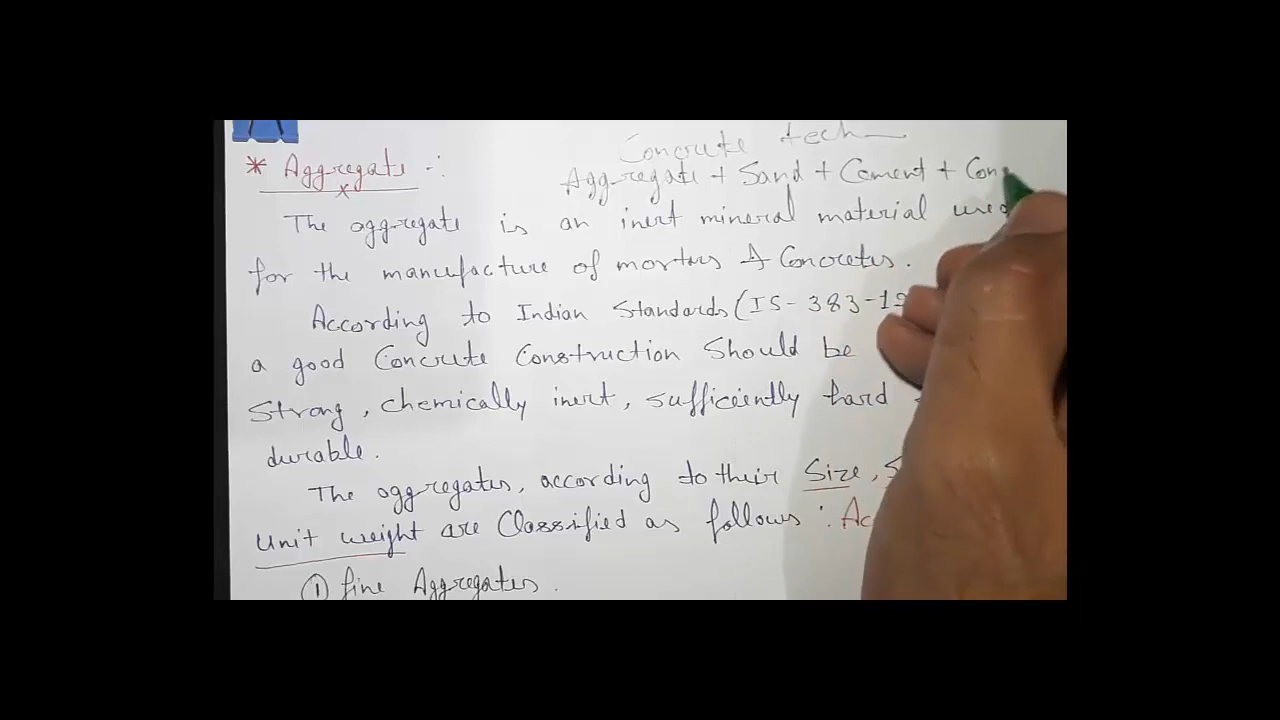 Concrete tech
* Aggregate -:
Aggregate + Sand + Cement + Con
The aggregate is an inert mineral material used
for the manufacture of mortars & Concretes.
According to Indian Standards (IS-383-19
a good Concrete Construction should be
strong, chemically inert, sufficiently hard
durable.
The aggregates, according to their Size, S
Unit weight are Classified as follows : Ac
① fine Aggregates.